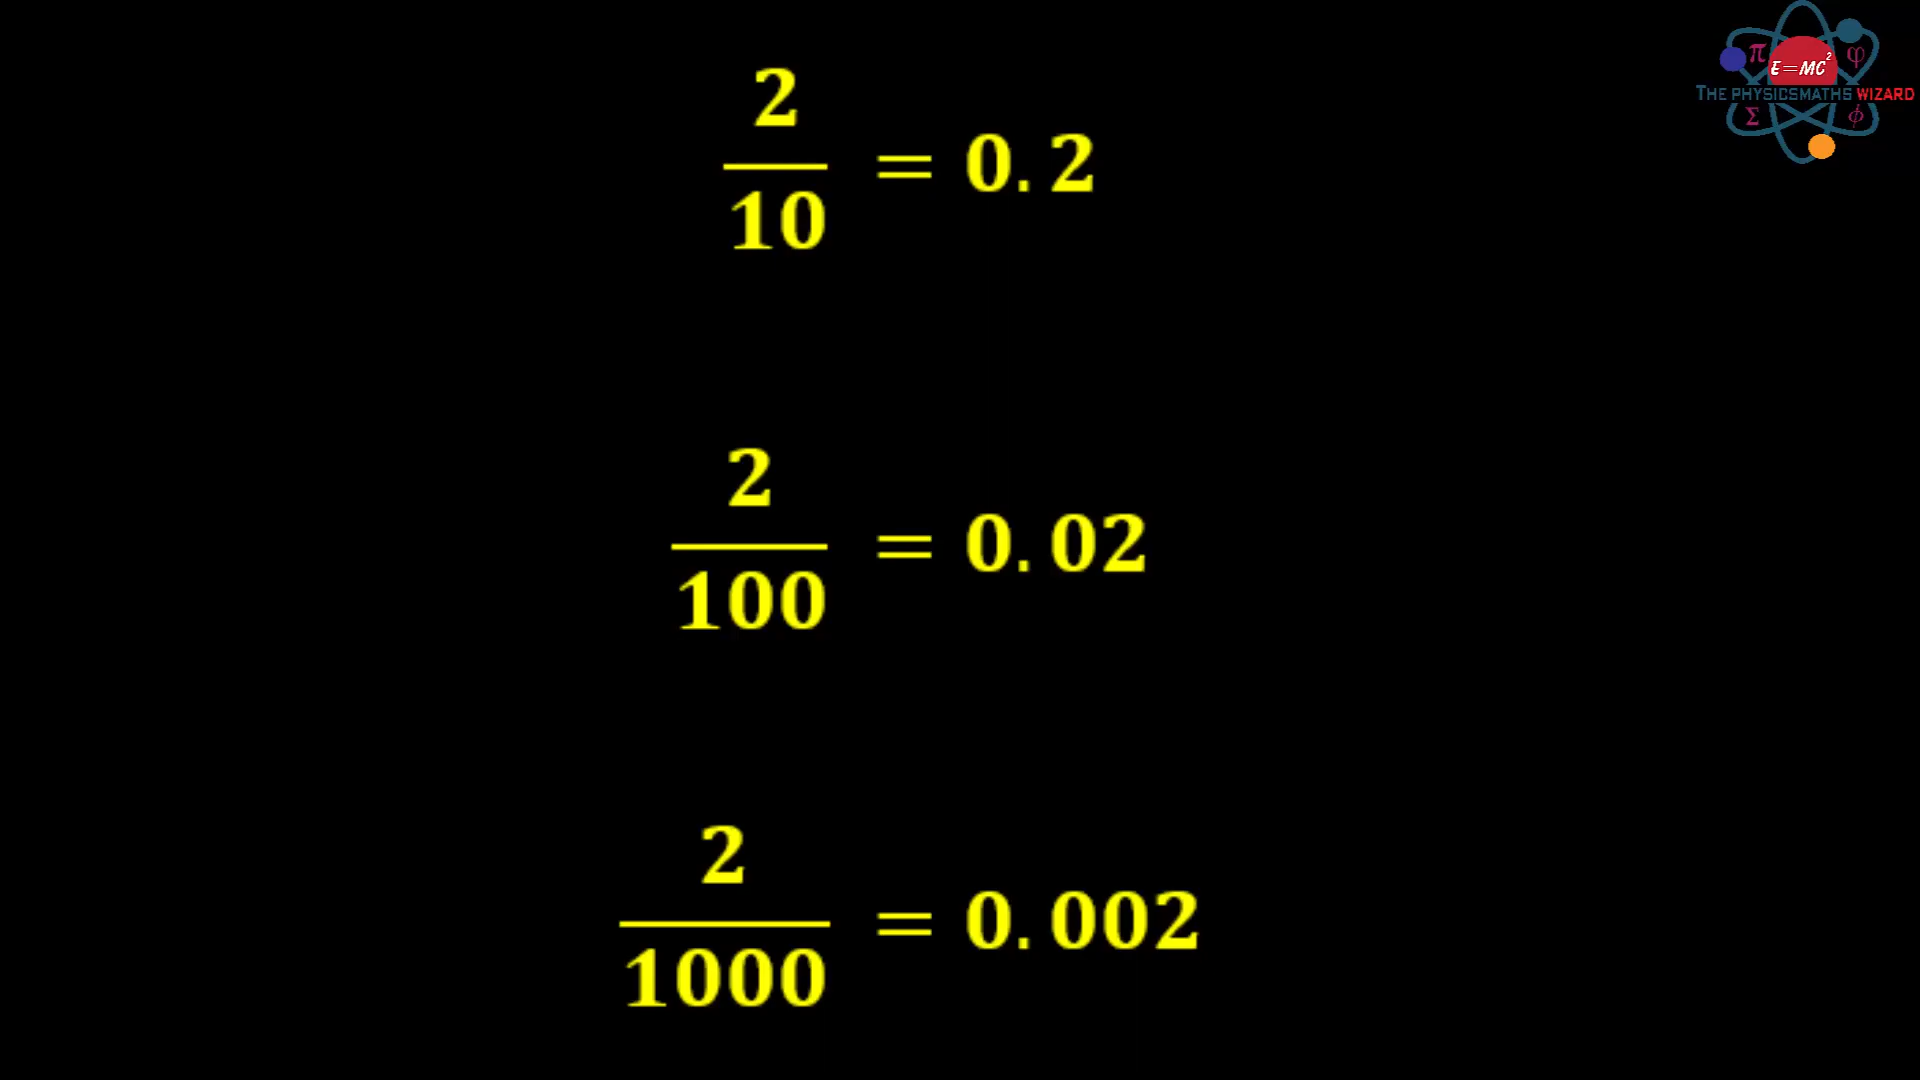 2/10 = 0.2
2/100 = 0.02
2/1000 = 0.002
π φ
E=MC²
THE PHYSICSMATHS WIZARD
Σ ϕ